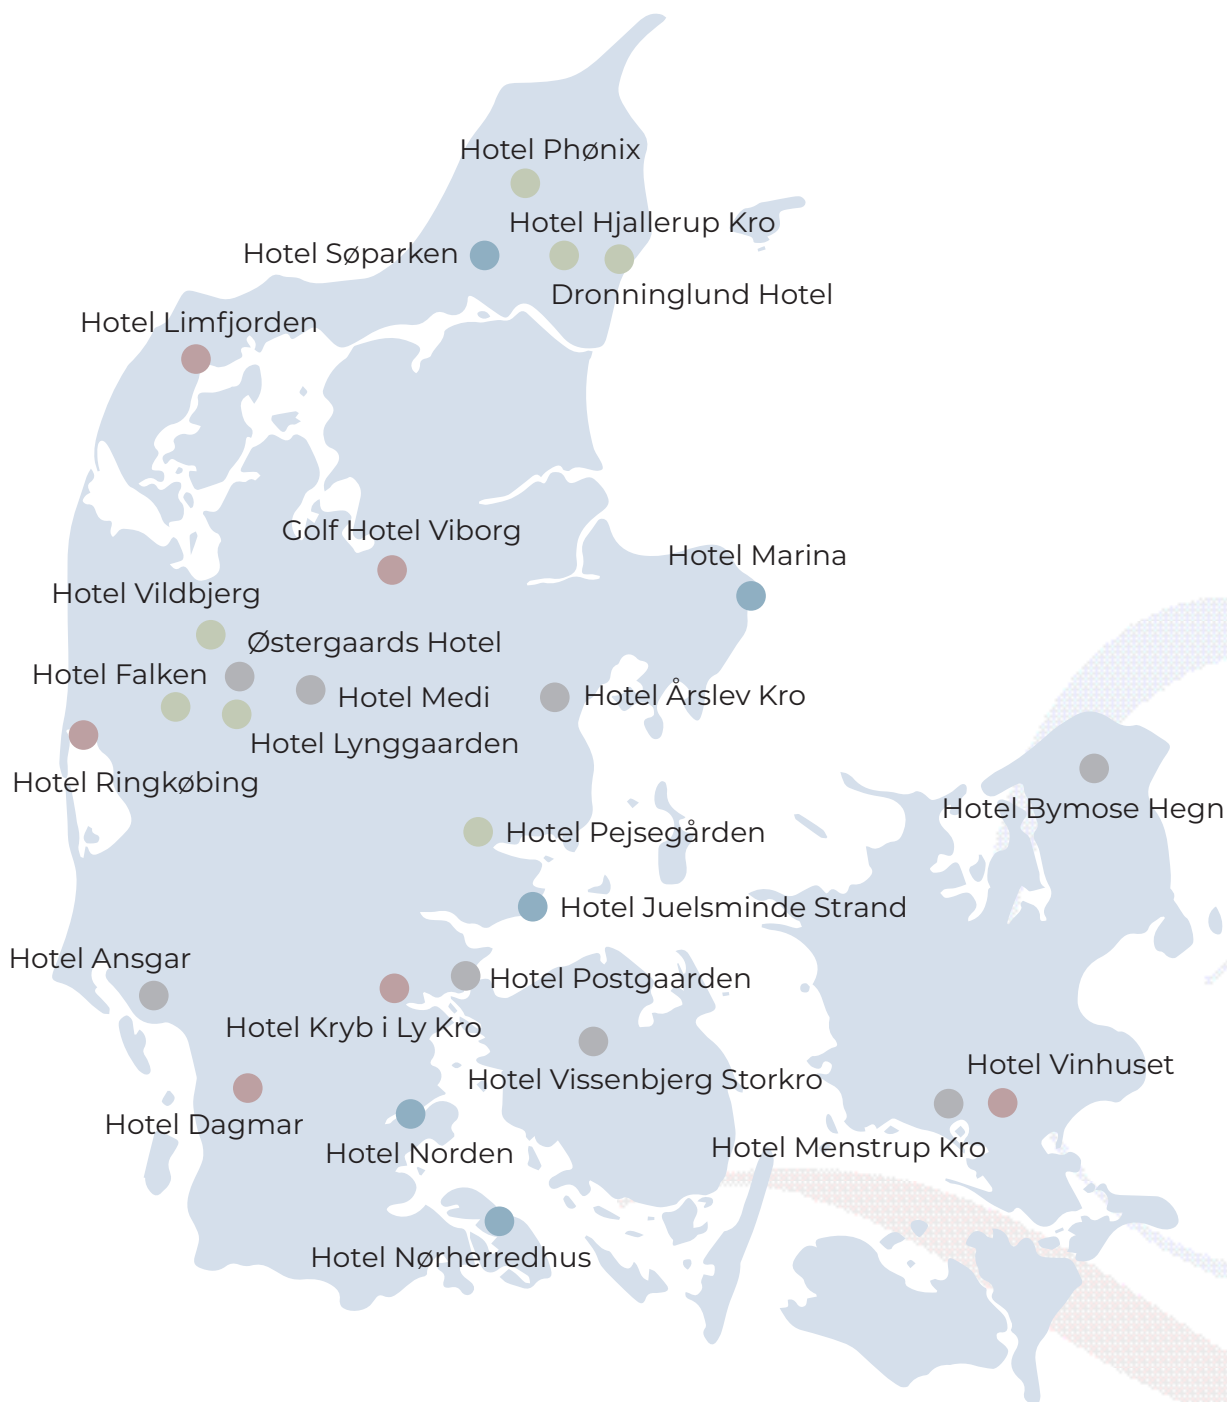 Hotel Phønix
Hotel Hjallerup Kro
Hotel Søparken
Dronninglund Hotel
Hotel Limfjorden
Golf Hotel Viborg
Hotel Marina
Hotel Vildbjerg
Østergaards Hotel
Hotel Falken
Hotel Medi
Hotel Årslev Kro
Hotel Lynggaarden
Hotel Ringkøbing
Hotel Bymose Hegn
Hotel Pejsegården
Hotel Juelsminde Strand
Hotel Ansgar
Hotel Postgaarden
Hotel Kryb i Ly Kro
Hotel Vinhuset
Hotel Vissenbjerg Storkro
Hotel Dagmar
Hotel Menstrup Kro
Hotel Norden
Hotel Nørherredhus